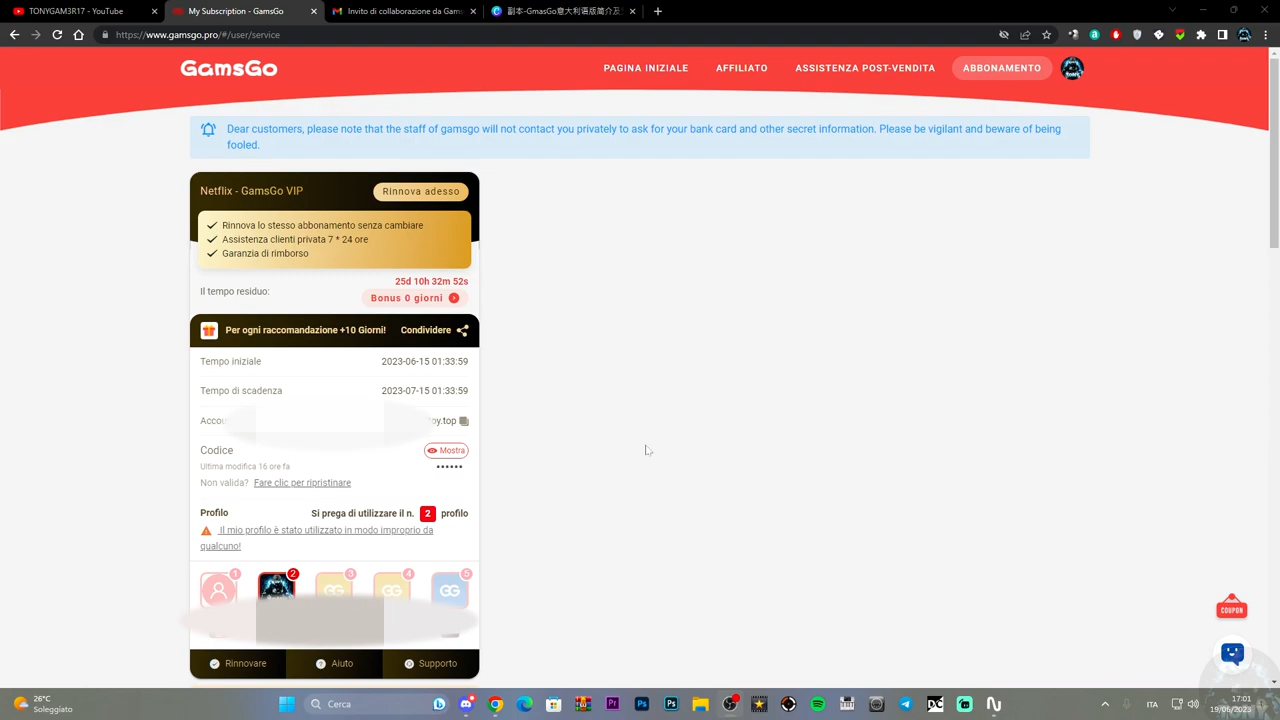 TONYGAM3R17 - YouTube
My Subscription - GamsGo
Invito di collaborazione da Gam
副本-GmasGo意大利语版简介及
https://www.gamsgo.pro/#/user/service
GamsGo
PAGINA INIZIALE
AFFILIATO
ASSISTENZA POST-VENDITA
ABBONAMENTO
Dear customers, please note that the staff of gamsgo will not contact you privately to ask for your bank card and other secret information. Please be vigilant and beware of being
fooled.
Netflix - GamsGo VIP
Rinnova adesso
Rinnova lo stesso abbonamento senza cambiare
Assistenza clienti privata 7 * 24 ore
Garanzia di rimborso
Il tempo residuo:
25d 10h 32m 52s
Bonus 0 giorni
Per ogni raccomandazione +10 Giorni!
Condividere
Tempo iniziale
2023-06-15 01:33:59
Tempo di scadenza
2023-07-15 01:33:59
oy.top
Codice
Mostra
Ultima modifica 16 ore fa
••••••
Non valida? Fare clic per ripristinare
Profilo
Si prega di utilizzare il n. 2 profilo
Il mio profilo è stato utilizzato in modo improprio da
qualcuno!
1
2
3
4
5
GG
GG
GG
Rinnovare
Aiuto
Supporto
COUPON
26°C
Soleggiato
Cerca
ITA
17:01
19/06/2023